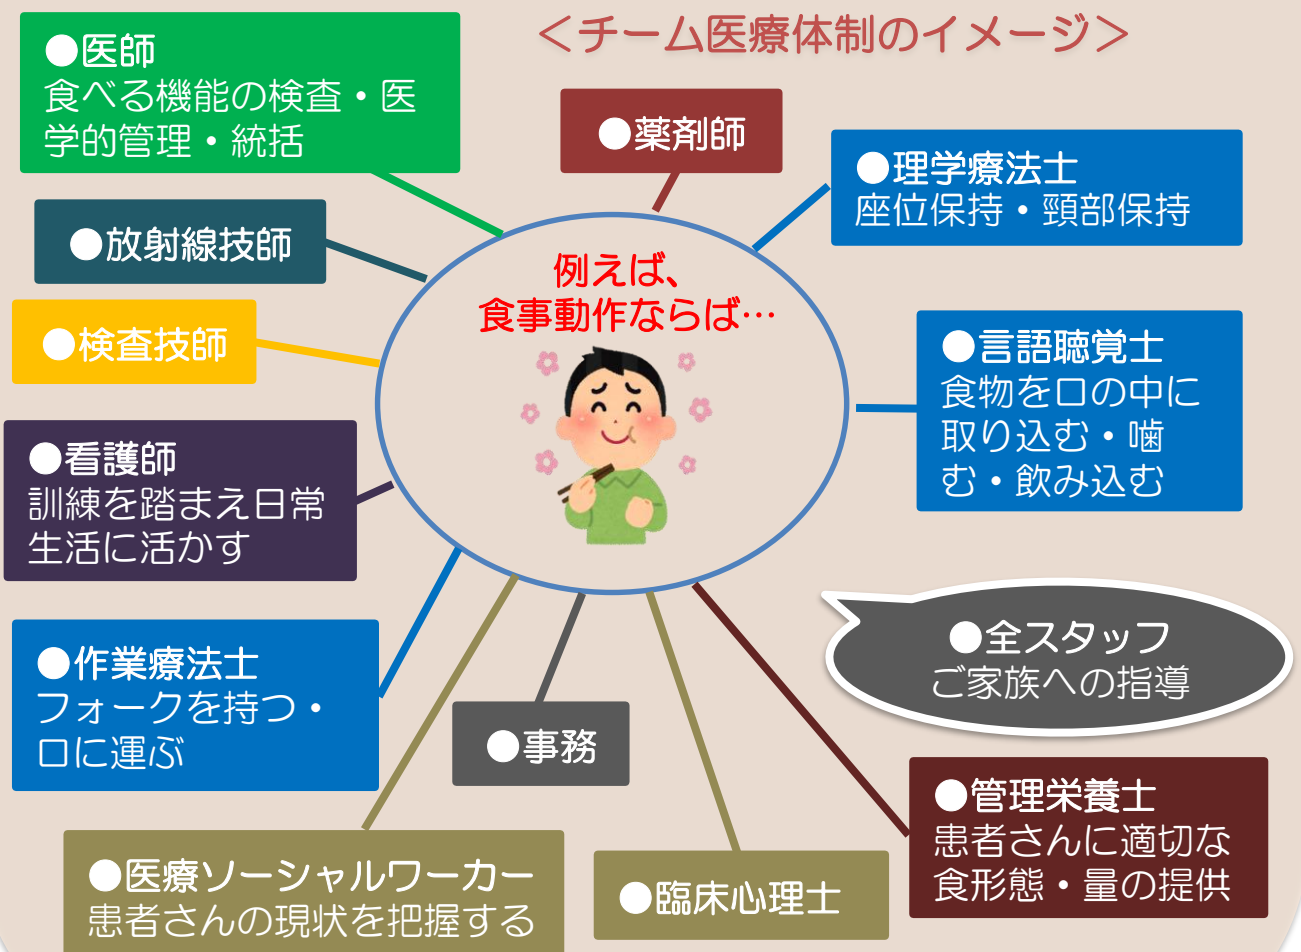 ＜チーム医療体制のイメージ＞
●医師
食べる機能の検査・医
学的管理・統括
●薬剤師
●理学療法士
座位保持・頸部保持
●放射線技師
例えば、
食事動作ならば…
●検査技師
●言語聴覚士
食物を口の中に
取り込む・噛
む・飲み込む
●看護師
訓練を踏まえ日常
生活に活かす
●全スタッフ
ご家族への指導
●作業療法士
フォークを持つ・
口に運ぶ
●事務
●管理栄養士
患者さんに適切な
食形態・量の提供
●医療ソーシャルワーカー
患者さんの現状を把握する
●臨床心理士